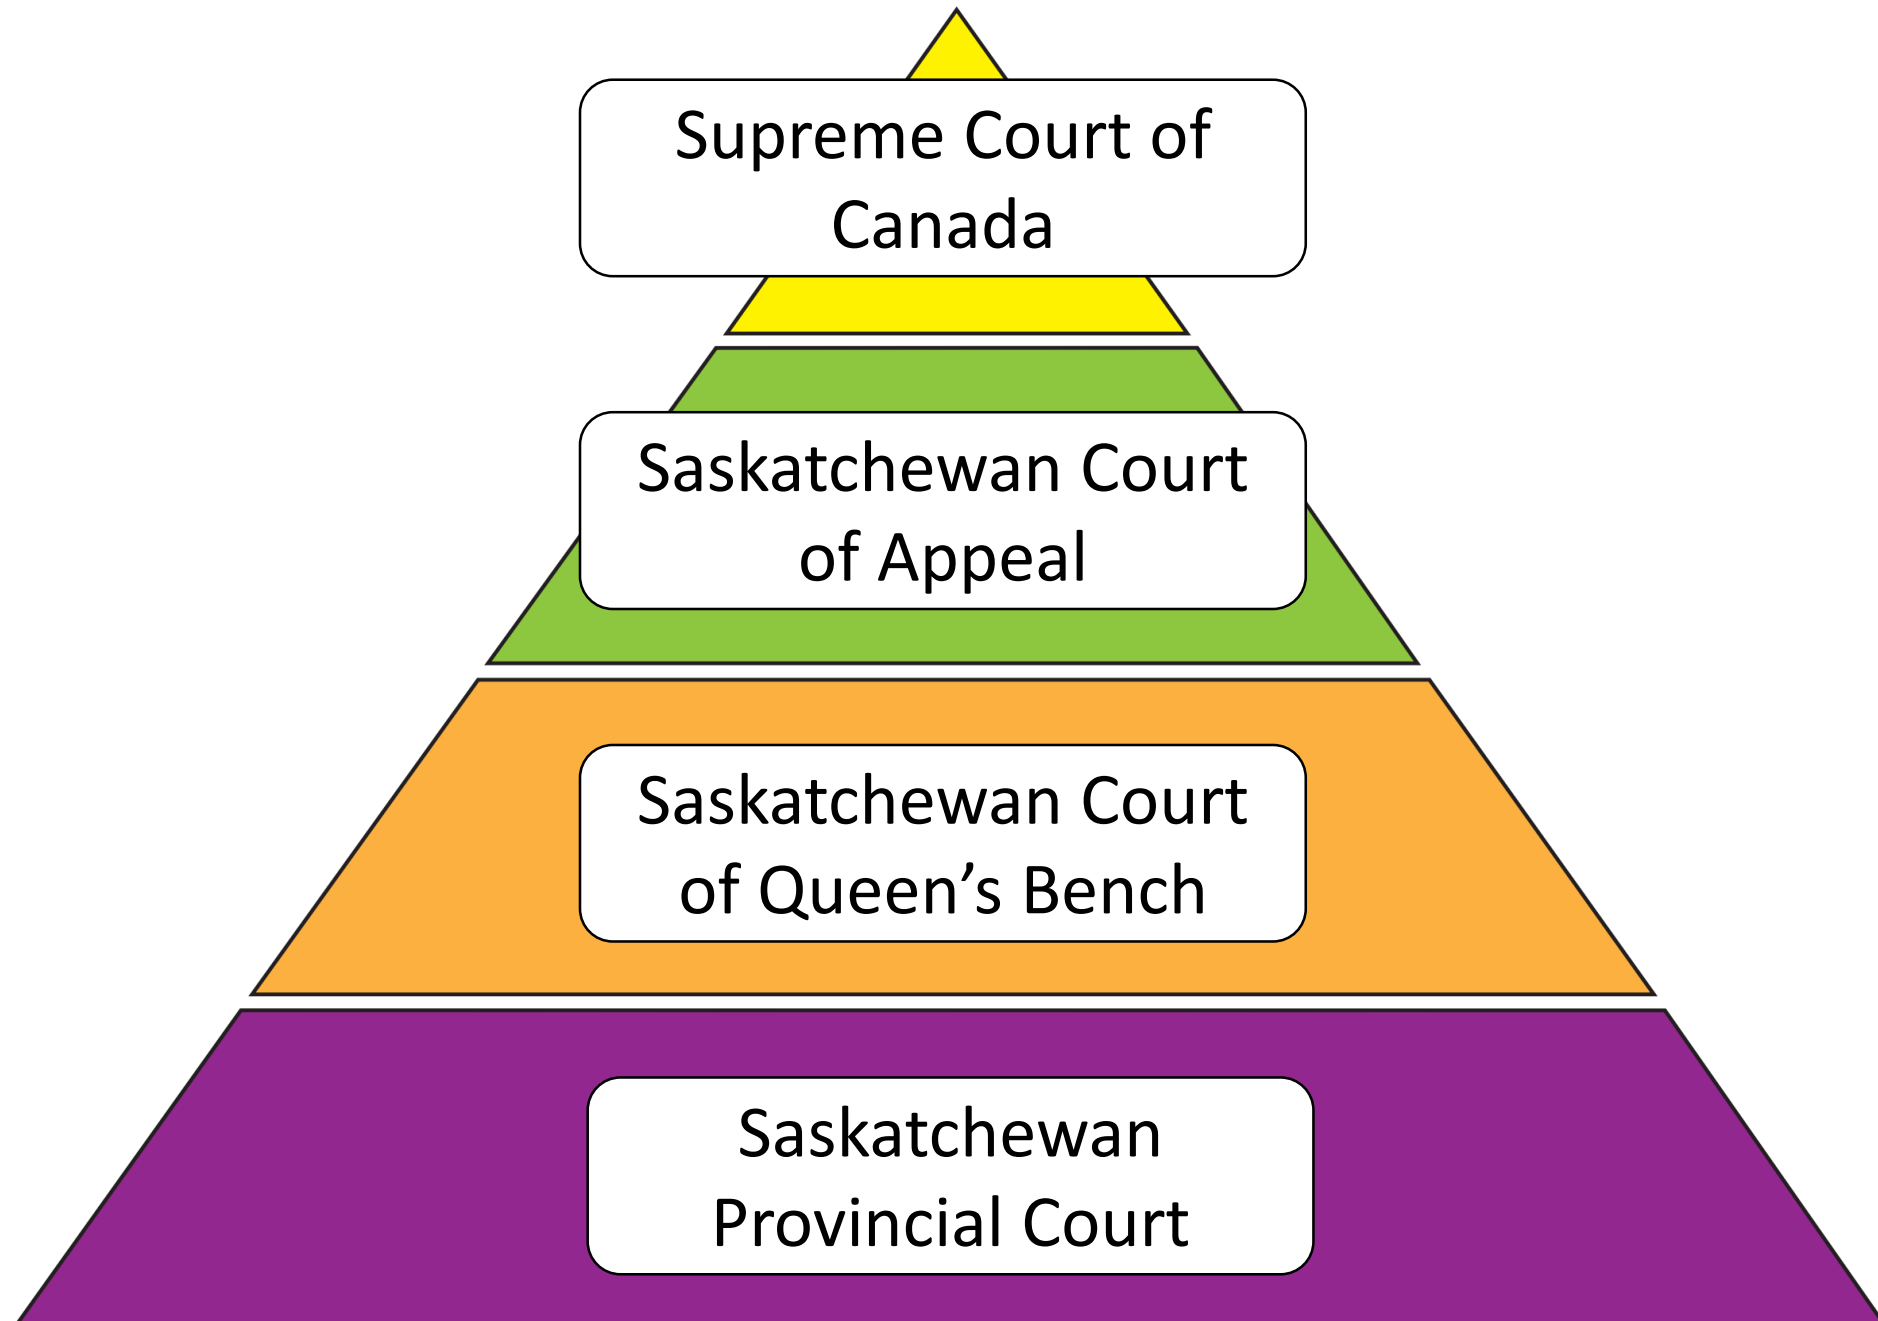 Supreme Court of
Canada
Saskatchewan Court
of Appeal
Saskatchewan Court
of Queen’s Bench
Saskatchewan
Provincial Court